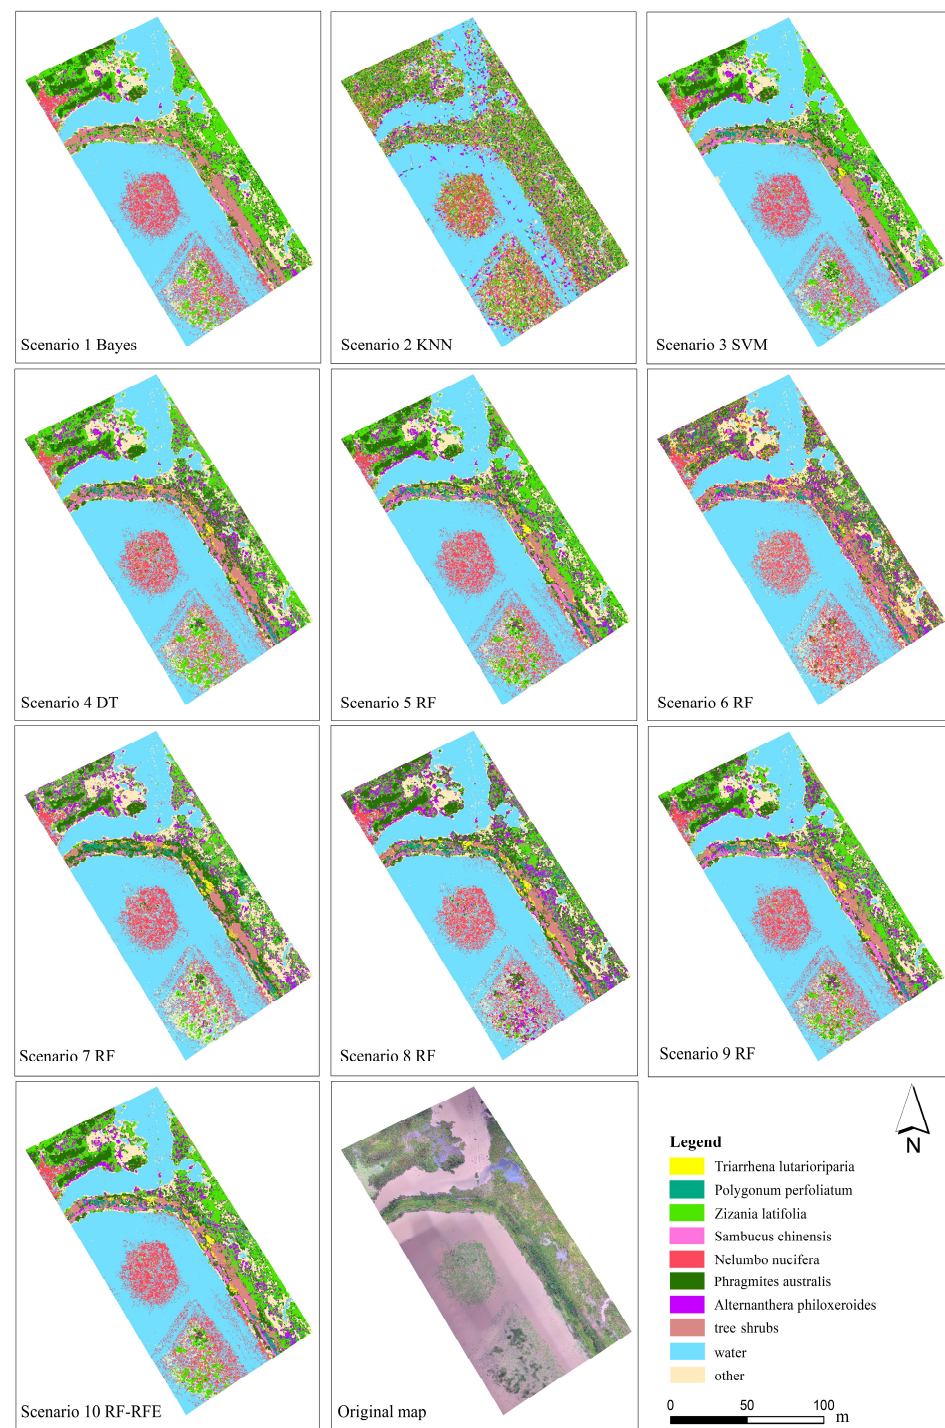 Scenario 1 Bayes
Scenario 2 KNN
Scenario 3 SVM
Scenario 4 DT
Scenario 5 RF
Scenario 6 RF
Scenario 7 RF
Scenario 8 RF
Scenario 9 RF
Scenario 10 RF-RFE
Original map
N
Legend
Triarrhena lutarioriparia
Polygonum perfoliatum
Zizania latifolia
Sambucus chinensis
Nelumbo nucifera
Phragmites australis
Alternanthera philoxeroides
tree shrubs
water
other
0 50 100 m